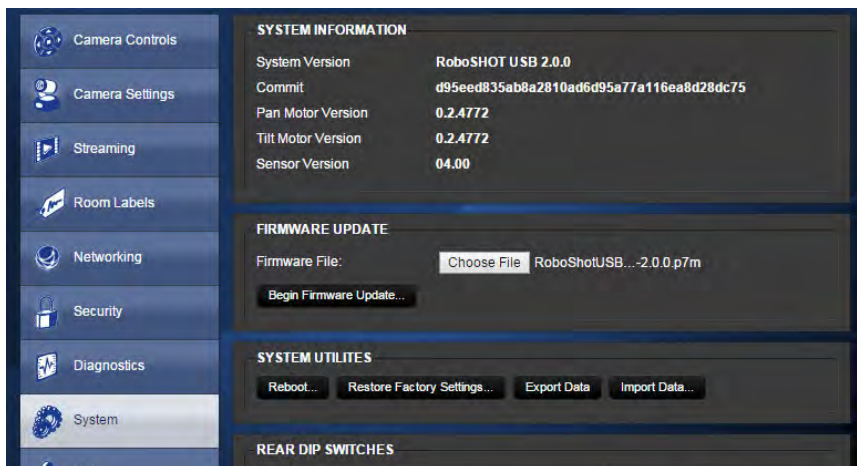 Camera Controls
Camera Settings
Streaming
Room Labels
Networking
Security
Diagnostics
System
SYSTEM INFORMATION
System Version RoboSHOT USB 2.0.0
Commit d95eed835ab8a2810ad6d95a77a116ea8d28dc75
Pan Motor Version 0.2.4772
Tilt Motor Version 0.2.4772
Sensor Version 04.00
FIRMWARE UPDATE
Firmware File: Choose File RoboShotUSB...-2.0.0.p7m
Begin Firmware Update...
SYSTEM UTILITES
Reboot... Restore Factory Settings... Export Data Import Data...
REAR DIP SWITCHES